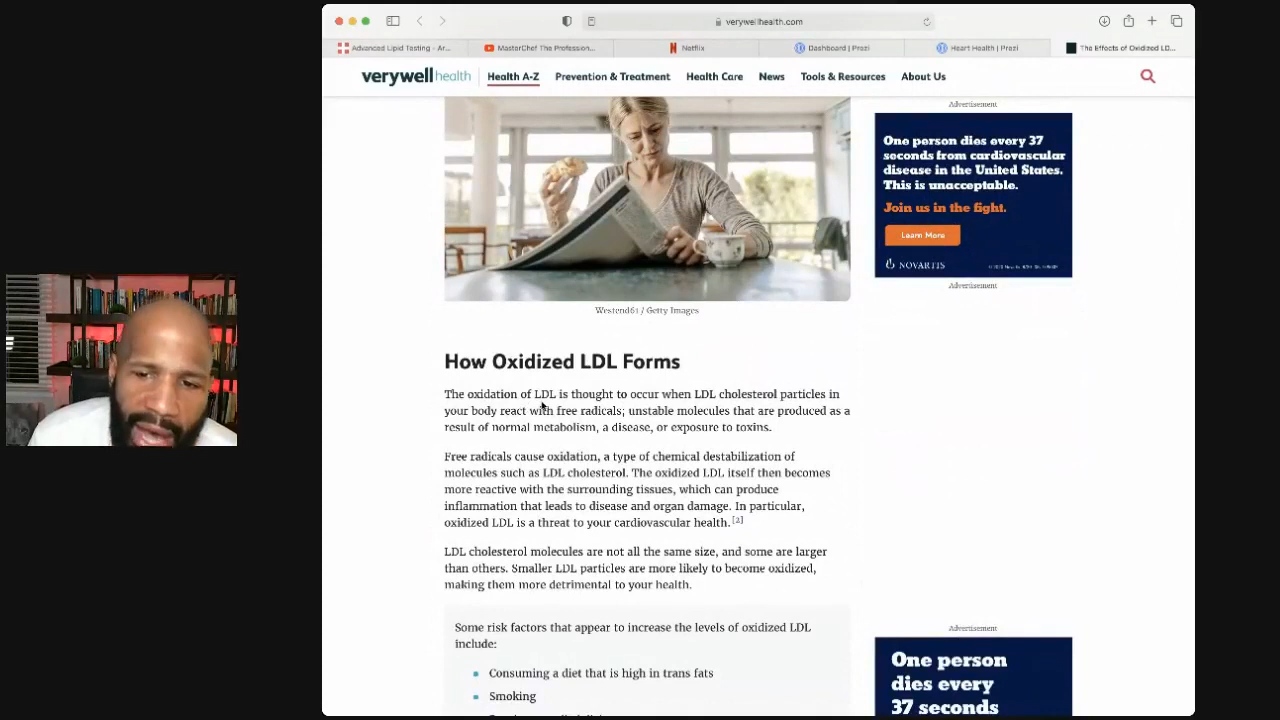 verywellhealth.com
Advanced Lipid Testing - Ar...
MasterChef The Profession...
Netflix
Dashboard | Prezi
Heart Health | Prezi
The Effects of Oxidized LD...
verywell health
Health A-Z
Prevention & Treatment
Health Care
News
Tools & Resources
About Us
Advertisement
One person dies every 37
seconds from cardiovascular
disease in the United States.
This is unacceptable.
Join us in the fight.
Learn More
NOVARTIS
Advertisement
Westend61 / Getty Images
How Oxidized LDL Forms
The oxidation of LDL is thought to occur when LDL cholesterol particles in
your body react with free radicals; unstable molecules that are produced as a
result of normal metabolism, a disease, or exposure to toxins.
Free radicals cause oxidation, a type of chemical destabilization of
molecules such as LDL cholesterol. The oxidized LDL itself then becomes
more reactive with the surrounding tissues, which can produce
inflammation that leads to disease and organ damage. In particular,
oxidized LDL is a threat to your cardiovascular health.[2]
LDL cholesterol molecules are not all the same size, and some are larger
than others. Smaller LDL particles are more likely to become oxidized,
making them more detrimental to your health.
Some risk factors that appear to increase the levels of oxidized LDL
include:
Consuming a diet that is high in trans fats
Smoking
Advertisement
One person
dies every
37 seconds